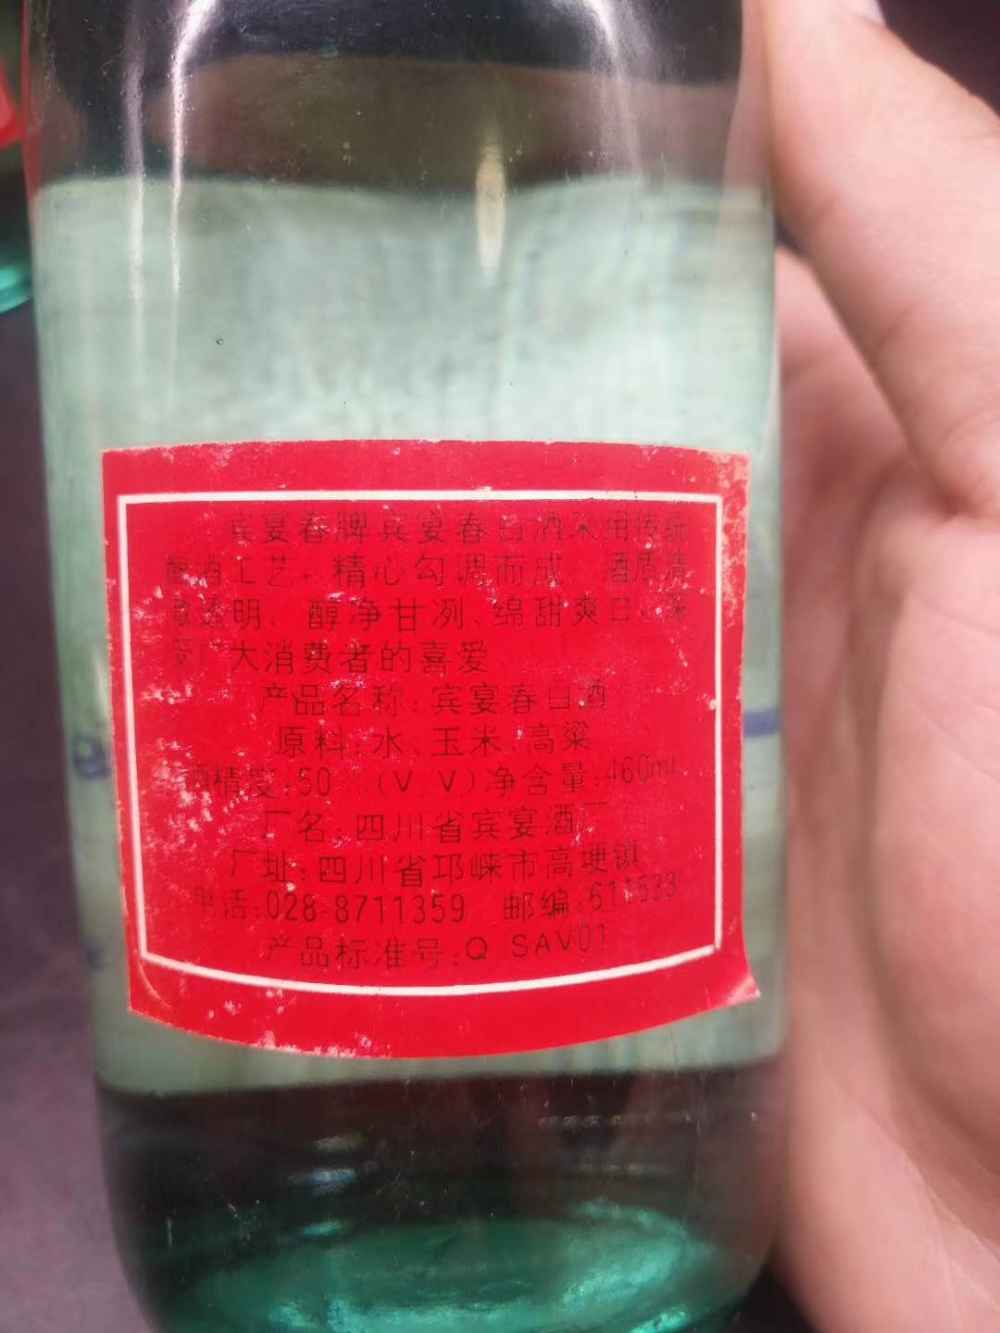 宾宴春牌宾宴春白酒采用传统
酿酒工艺，精心勾调而成，酒质清
澈透明、醇净甘冽、绵甜爽口、深
受广大消费者的喜爱
产品名称：宾宴春白酒
原料：水、玉米、高粱
酒精度：50 （V V）净含量：460ml
厂名：四川省宾宴酒厂
厂址：四川省邛崃市高埂镇
电话：028-8711359 邮编：611533
产品标准号：Q SAV01